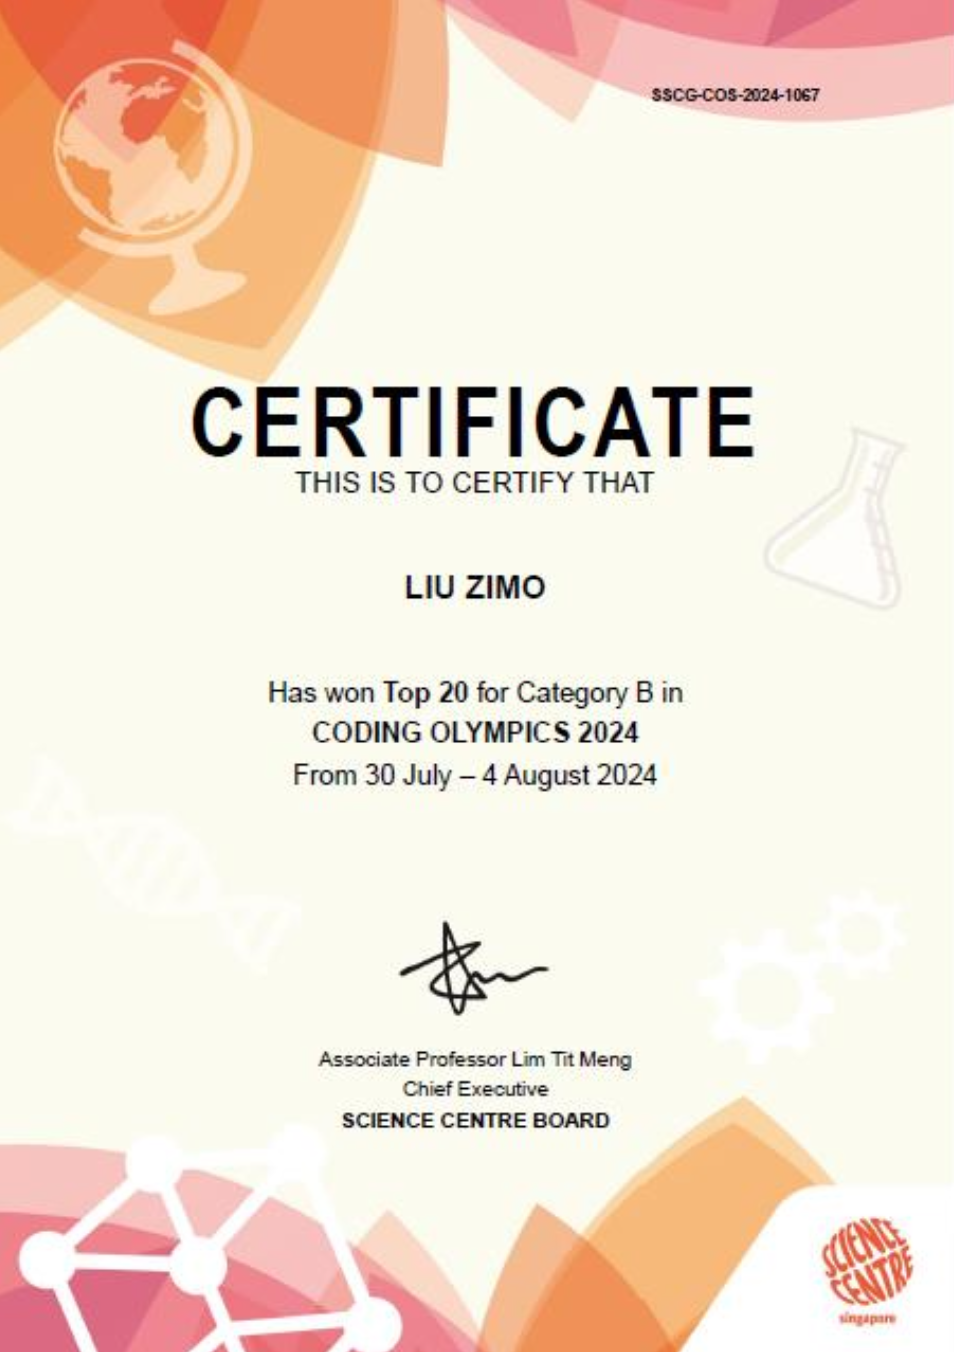 SSCG-COS-2024-1067
CERTIFICATE
THIS IS TO CERTIFY THAT
LIU ZIMO
Has won Top 20 for Category B in
CODING OLYMPICS 2024
From 30 July – 4 August 2024
Associate Professor Lim Tit Meng
Chief Executive
SCIENCE CENTRE BOARD
SCIENCE
CENTRE
singapore